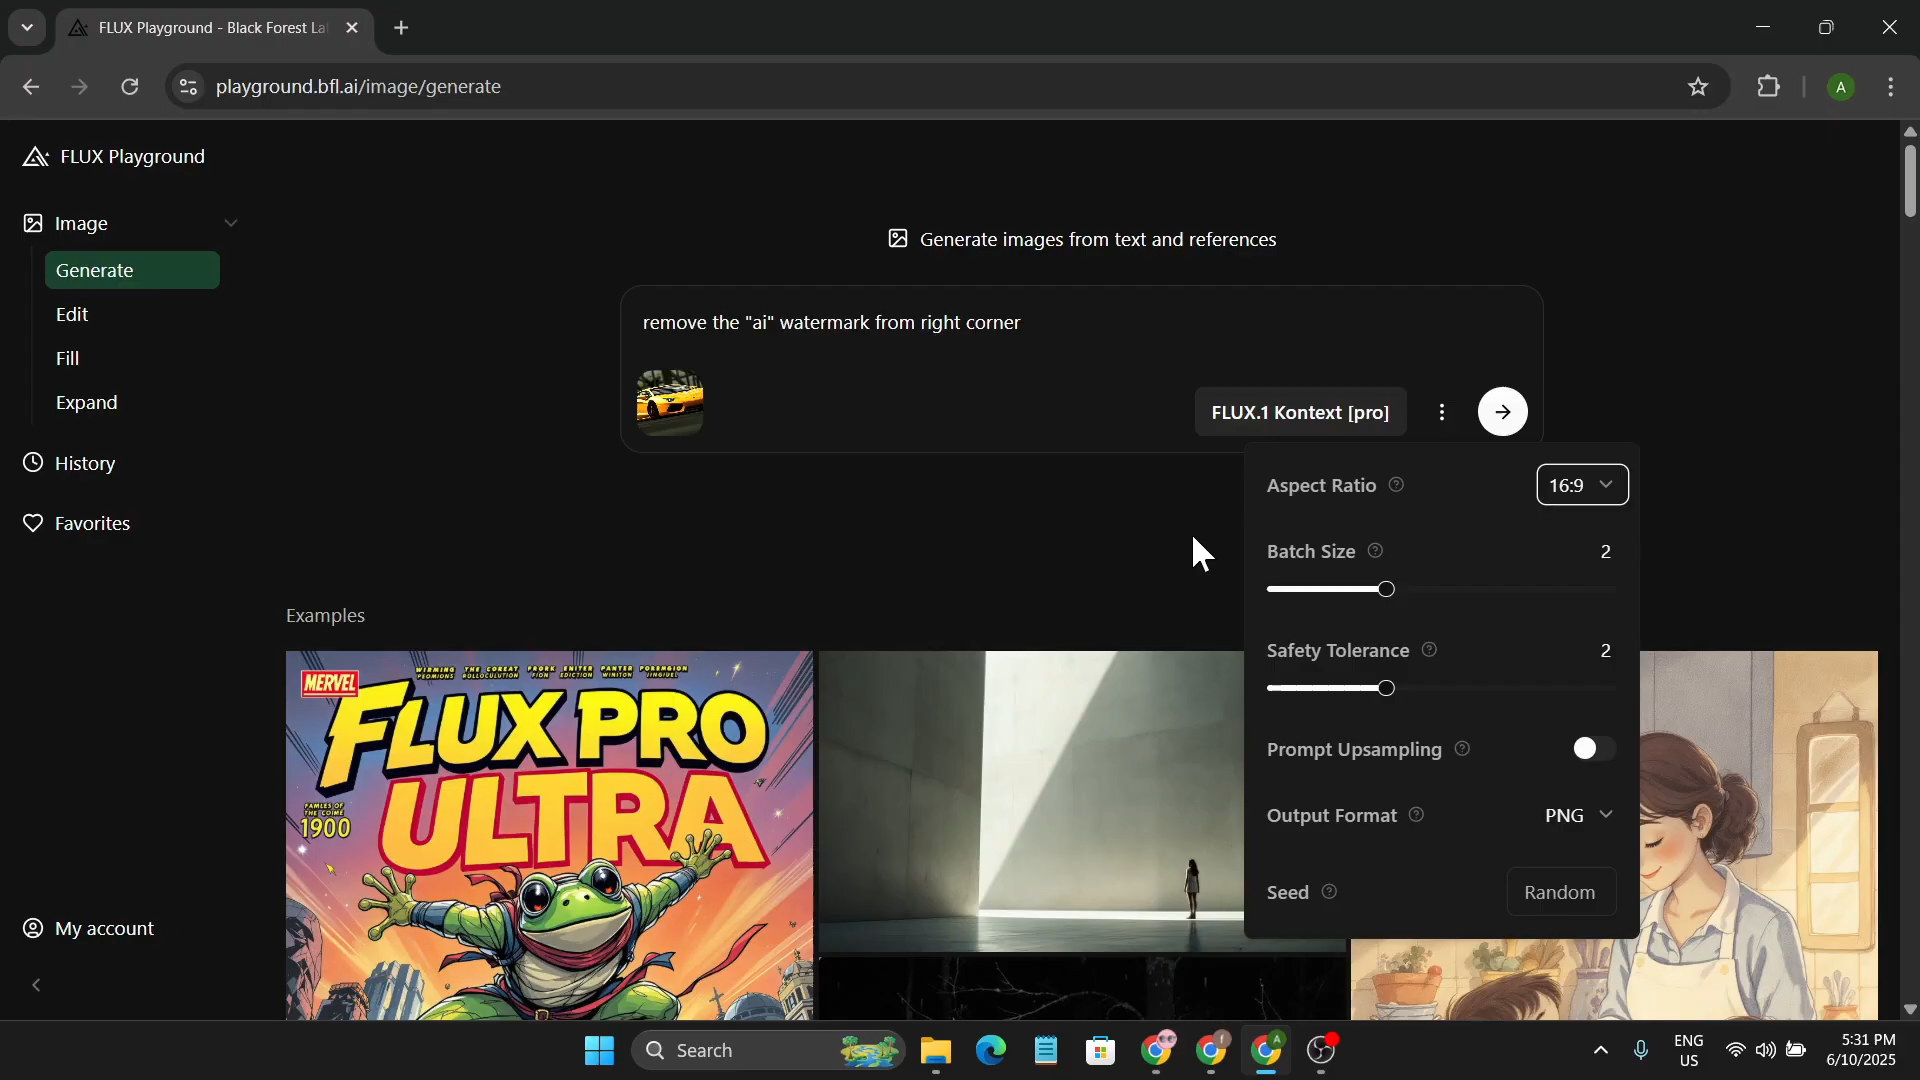 FLUX Playground - Black Forest La
playground.bfl.ai/image/generate
A
FLUX Playground
Image
Generate
Edit
Fill
Expand
History
Favorites
My account
Generate images from text and references
remove the "ai" watermark from right corner
FLUX.1 Kontext [pro]
Aspect Ratio
16:9
Batch Size
2
Safety Tolerance
2
Prompt Upsampling
Output Format
PNG
Seed
Random
Examples
MERVEL
FLUX PRO
ULTRA
1900
Search
ENG
US
5:31 PM
6/10/2025